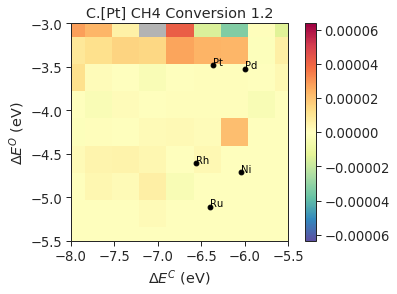 C.[Pt] CH4 Conversion 1.2
−3.0
−3.5
−4.0
−4.5
−5.0
−5.5
ΔE^O (eV)
Pt
Pd
Rh
Ni
Ru
−8.0 −7.5 −7.0 −6.5 −6.0 −5.5
ΔE^C (eV)
0.00006
0.00004
0.00002
0.00000
−0.00002
−0.00004
−0.00006